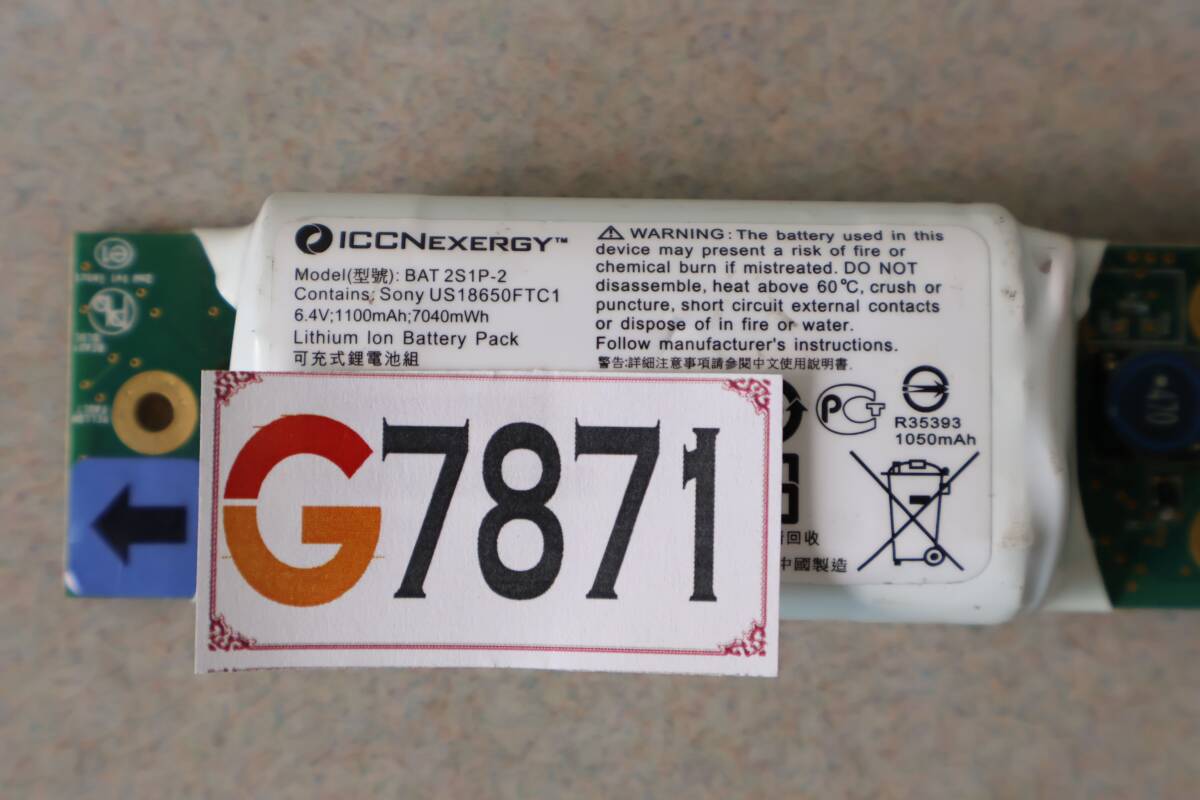 ICCNEXERGY™
Model(型號): BAT 2S1P-2
Contains: Sony US18650FTC1
6.4V;1100mAh;7040mWh
Lithium Ion Battery Pack
可充式鋰電池組
WARNING: The battery used in this
device may present a risk of fire or
chemical burn if mistreated. DO NOT
disassemble, heat above 60℃, crush or
puncture, short circuit external contacts
or dispose of in fire or water.
Follow manufacturer's instructions.
警告:詳細注意事項請參閱中文使用說明書.
R35393
1050mAh
回收
中國製造
G7871
470